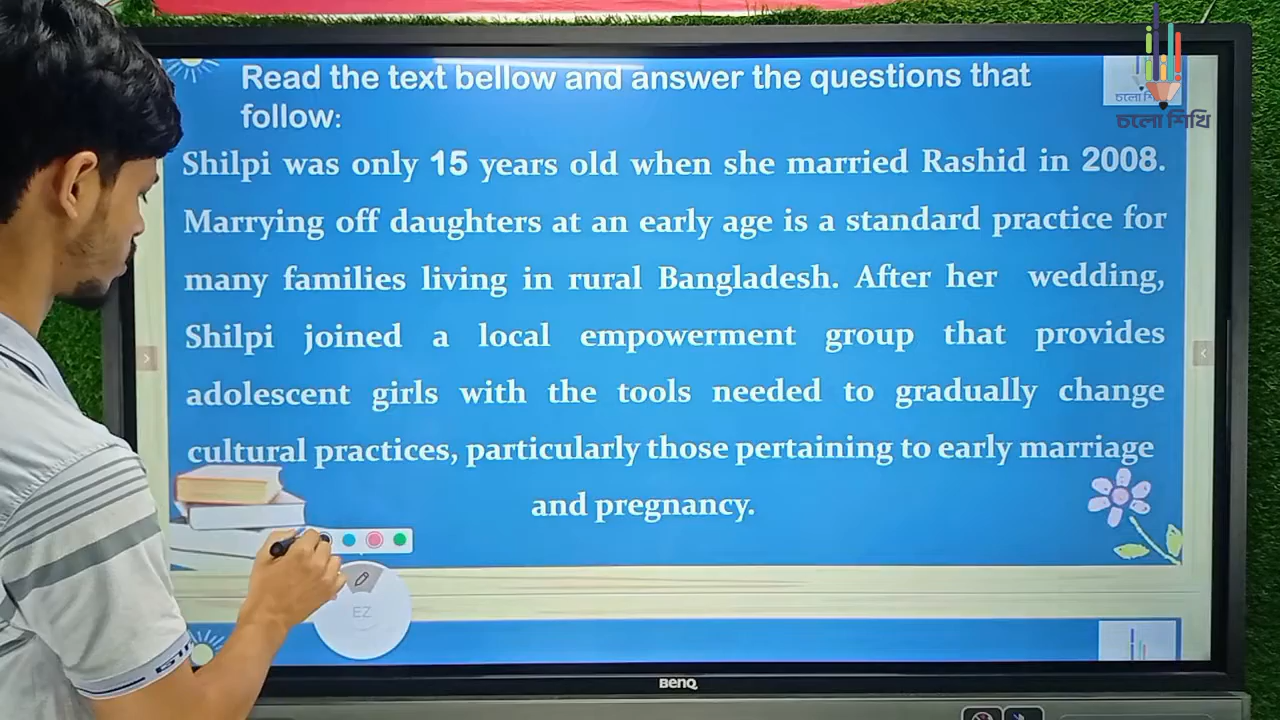 Read the text bellow and answer the questions that
follow:
Shilpi was only 15 years old when she married Rashid in 2008.
Marrying off daughters at an early age is a standard practice for
many families living in rural Bangladesh. After her wedding,
Shilpi joined a local empowerment group that provides
adolescent girls with the tools needed to gradually change
cultural practices, particularly those pertaining to early marriage
and pregnancy.
চলো শিখি
EZ
BenQ